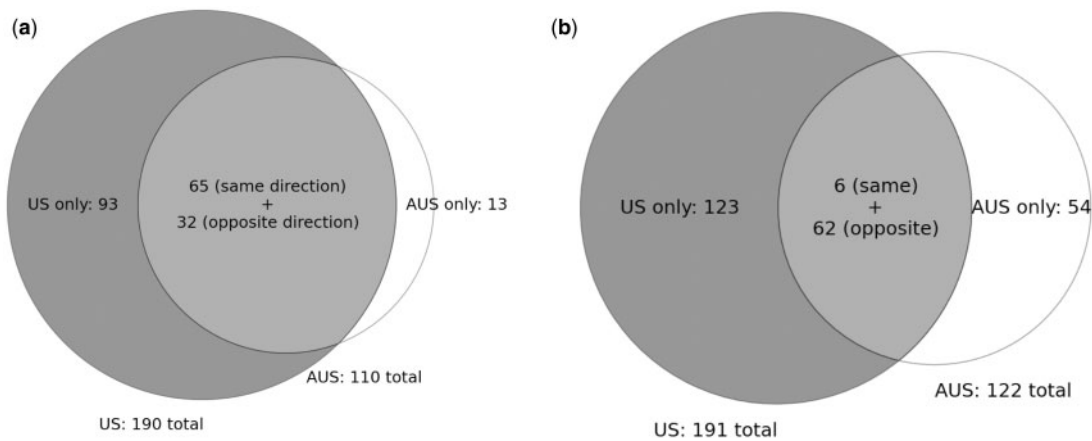 (a)
US only: 93
65 (same direction)
+
32 (opposite direction)
AUS only: 13
AUS: 110 total
US: 190 total
(b)
US only: 123
6 (same)
+
62 (opposite)
AUS only: 54
AUS: 122 total
US: 191 total